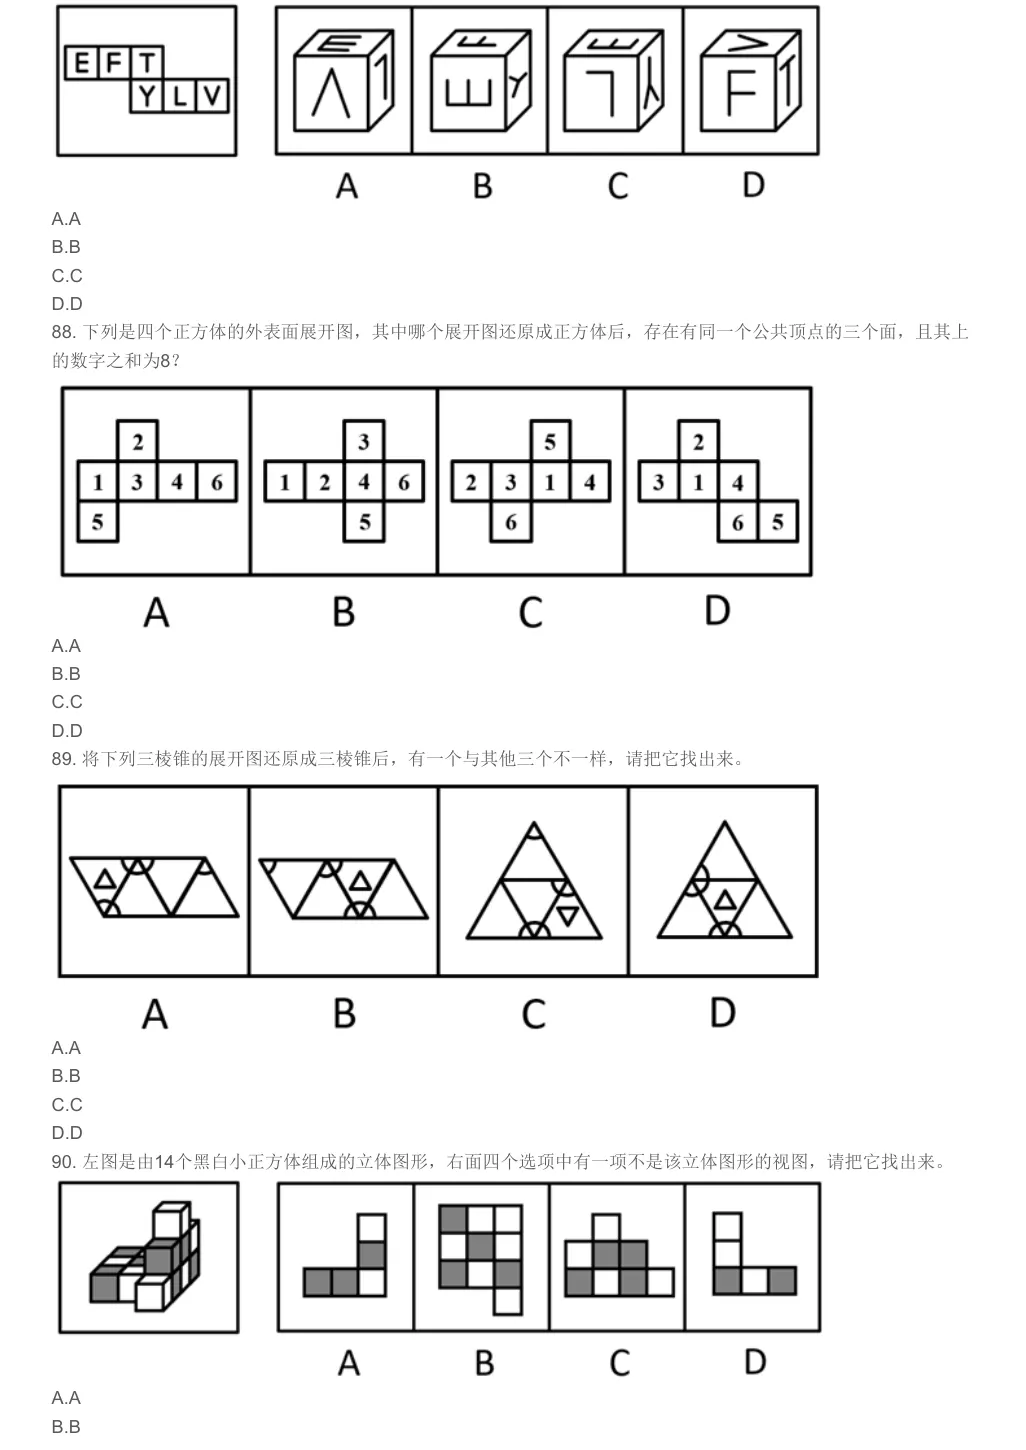 E F T
Y L V
E F E V
Λ L E Y L Y F T
A B C D
A.A
B.B
C.C
D.D
88. 下列是四个正方体的外表面展开图，其中哪个展开图还原成正方体后，存在有同一个公共顶点的三个面，且其上
的数字之和为8？
2 3 5 2
1 3 4 6 1 2 4 6 2 3 1 4 3 1 4
5 5 6 6 5
A B C D
A.A
B.B
C.C
D.D
89. 将下列三棱锥的展开图还原成三棱锥后，有一个与其他三个不一样，请把它找出来。
A B C D
A.A
B.B
C.C
D.D
90. 左图是由14个黑白小正方体组成的立体图形，右面四个选项中有一项不是该立体图形的视图，请把它找出来。
A B C D
A.A
B.B